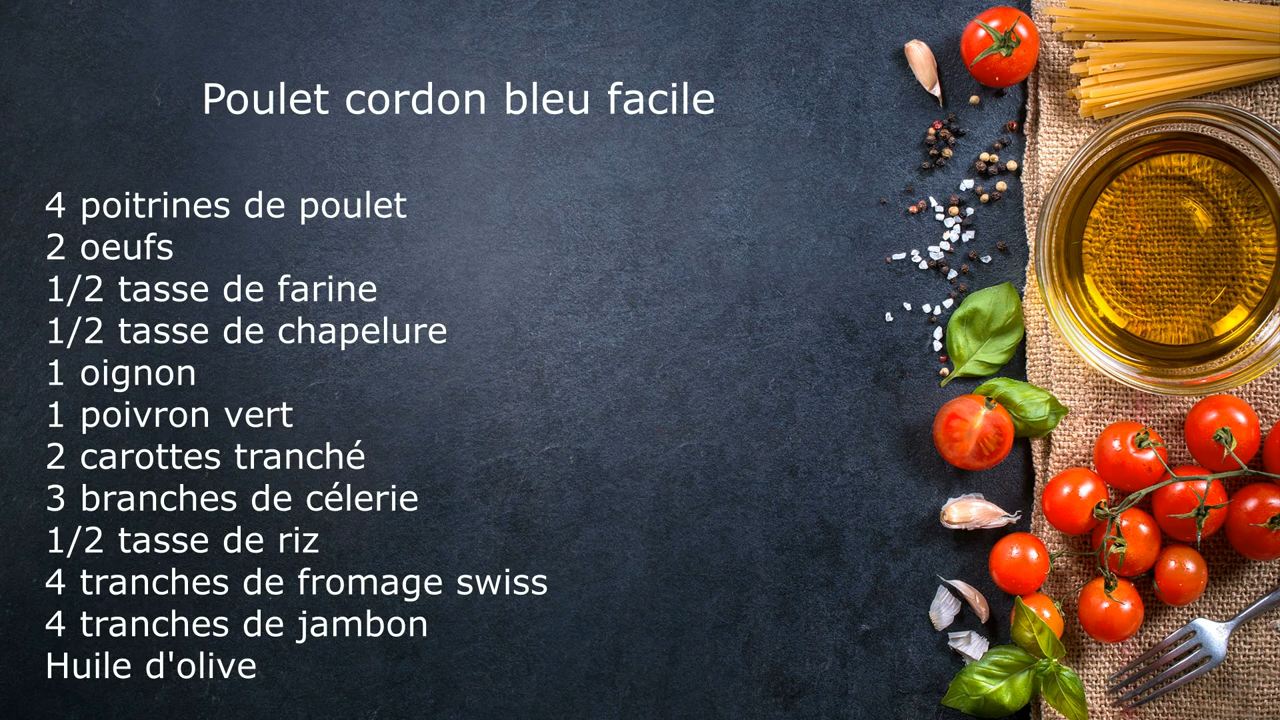 Poulet cordon bleu facile
4 poitrines de poulet
2 oeufs
1/2 tasse de farine
1/2 tasse de chapelure
1 oignon
1 poivron vert
2 carottes tranché
3 branches de célerie
1/2 tasse de riz
4 tranches de fromage swiss
4 tranches de jambon
Huile d'olive